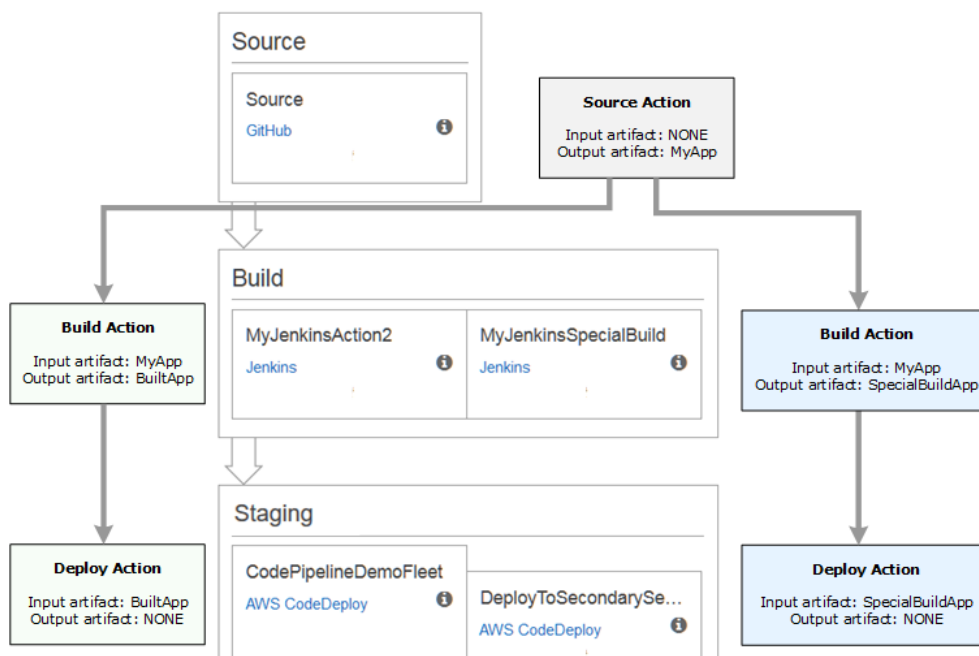 Source
Source
GitHub
Source Action
Input artifact: NONE
Output artifact: MyApp
Build
MyJenkinsAction2
Jenkins
MyJenkinsSpecialBuild
Jenkins
Build Action
Input artifact: MyApp
Output artifact: BuiltApp
Build Action
Input artifact: MyApp
Output artifact: SpecialBuildApp
Staging
CodePipelineDemoFleet
AWS CodeDeploy
DeployToSecondarySe...
AWS CodeDeploy
Deploy Action
Input artifact: BuiltApp
Output artifact: NONE
Deploy Action
Input artifact: SpecialBuildApp
Output artifact: NONE